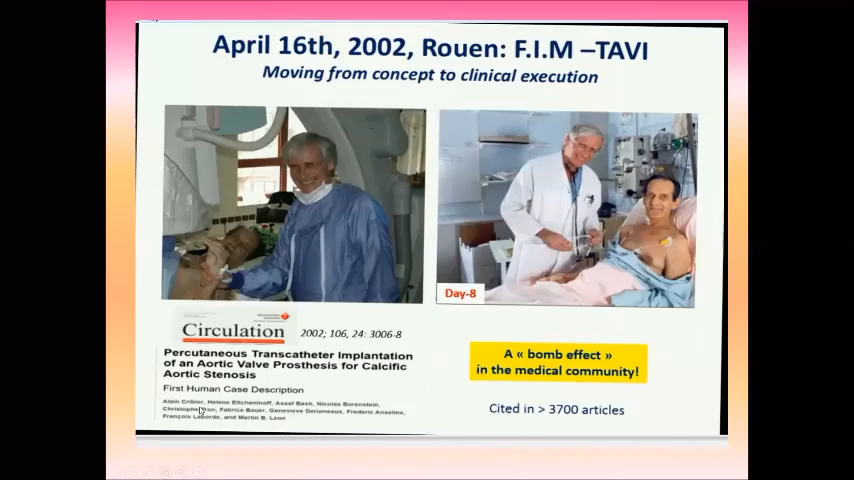 April 16th, 2002, Rouen: F.I.M –TAVI
Moving from concept to clinical execution
Day-8
Circulation
2002; 106, 24: 3006-8
Percutaneous Transcatheter Implantation
of an Aortic Valve Prosthesis for Calcific
Aortic Stenosis
First Human Case Description
Alain Cribier, Helene Eltchaninoff, Assaf Bash, Nicolas Borenstein,
Christophe Tron, Fabrice Bauer, Genevieve Derumeaux, Frederic Anselme,
François Laborde, and Martin B. Leon
A « bomb effect »
in the medical community!
Cited in > 3700 articles